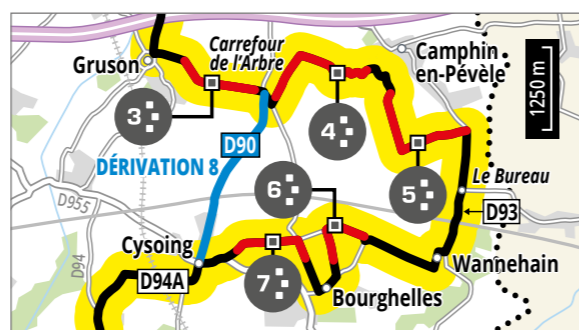 Gruson
Carrefour
de l'Arbre
Camphin
en-Pévèle
1250 m
3
4
D90
DÉRIVATION 8
5
6
Le Bureau
D955
D93
D94
Cysoing
Wannehain
D94A
7
Bourghelles